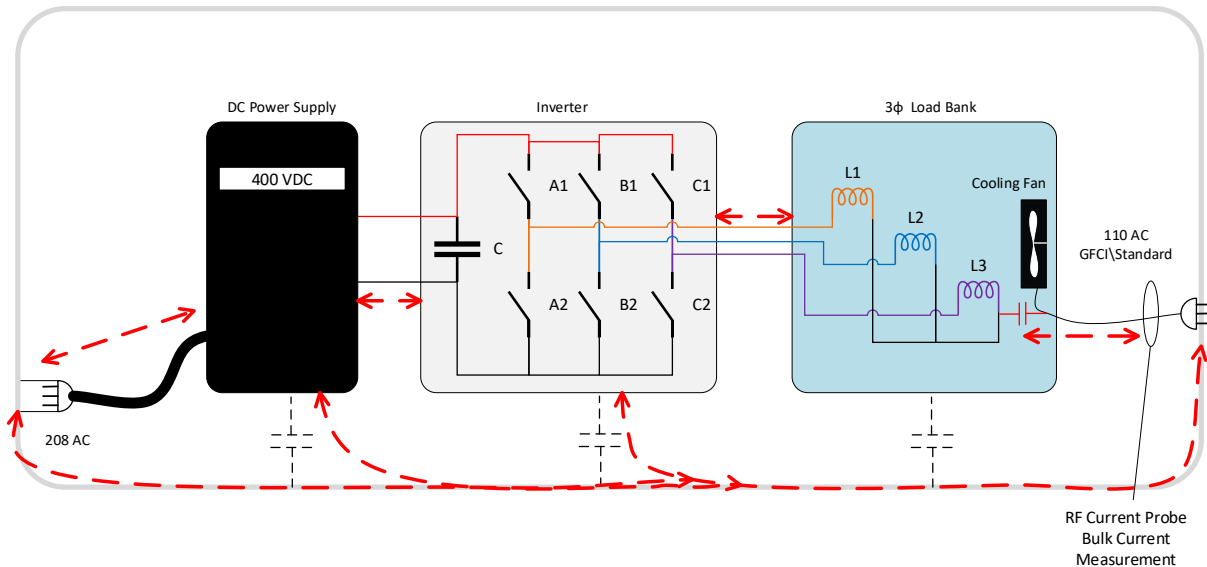 DC Power Supply
Inverter
3ϕ Load Bank
400 VDC
A1
B1
C1
L1
Cooling Fan
L2
110 AC
GFCI\Standard
C
L3
A2
B2
C2
208 AC
RF Current Probe
Bulk Current
Measurement